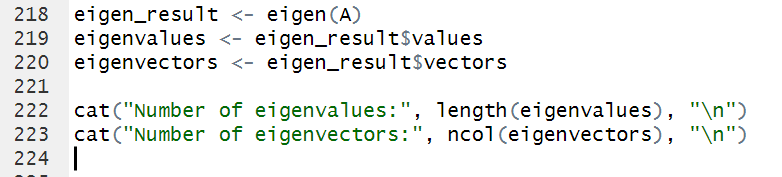 218 eigen_result <- eigen(A)
219 eigenvalues <- eigen_result$values
220 eigenvectors <- eigen_result$vectors
221
222 cat("Number of eigenvalues:", length(eigenvalues), "\n")
223 cat("Number of eigenvectors:", ncol(eigenvectors), "\n")
224